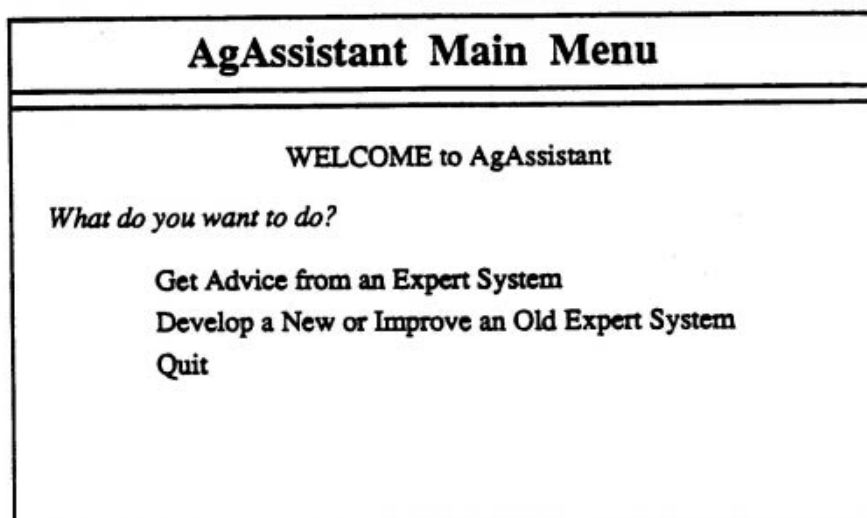 AgAssistant Main Menu
WELCOME to AgAssistant
What do you want to do?
Get Advice from an Expert System
Develop a New or Improve an Old Expert System
Quit